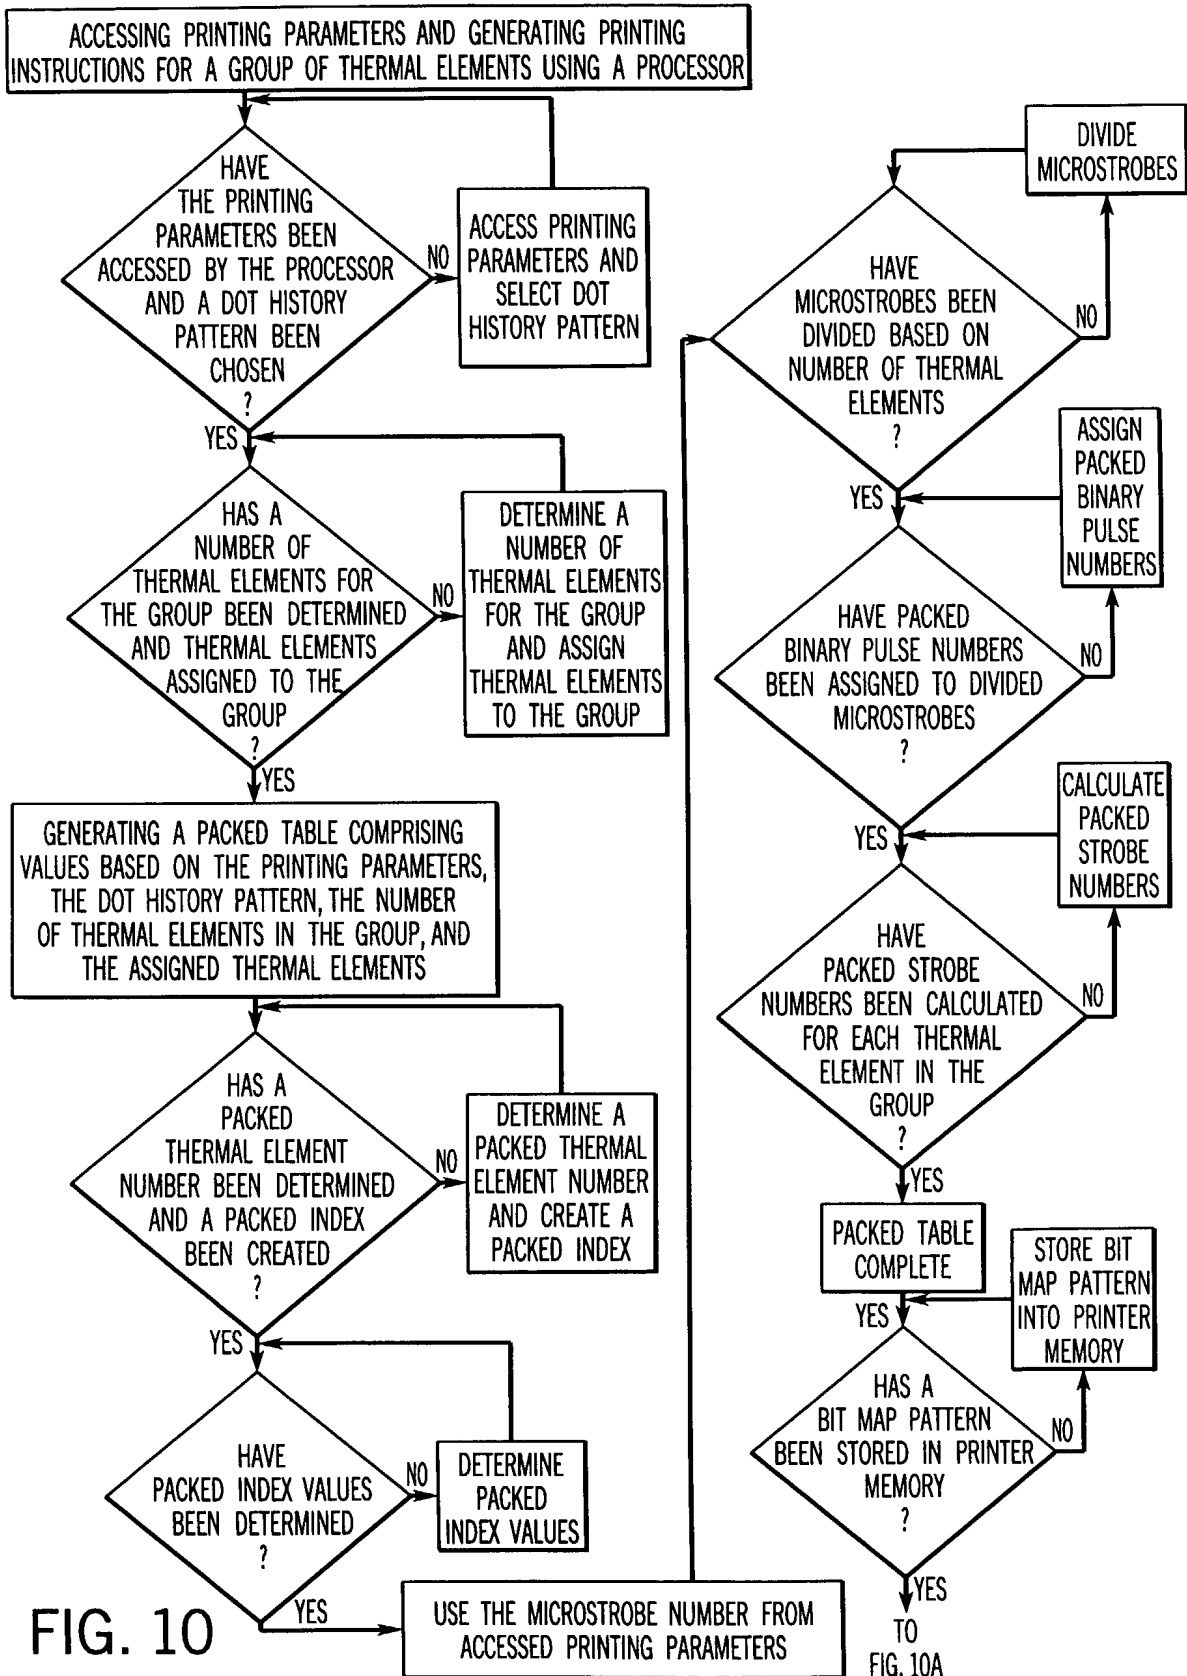 ACCESSING PRINTING PARAMETERS AND GENERATING PRINTING
INSTRUCTIONS FOR A GROUP OF THERMAL ELEMENTS USING A PROCESSOR
HAVE
THE PRINTING
PARAMETERS BEEN
ACCESSED BY THE PROCESSOR
AND A DOT HISTORY
PATTERN BEEN
CHOSEN
?
NO
ACCESS PRINTING
PARAMETERS AND
SELECT DOT
HISTORY PATTERN
YES
HAS A
NUMBER OF
THERMAL ELEMENTS FOR
THE GROUP BEEN DETERMINED
AND THERMAL ELEMENTS
ASSIGNED TO THE
GROUP
?
NO
DETERMINE A
NUMBER OF
THERMAL ELEMENTS
FOR THE GROUP
AND ASSIGN
THERMAL ELEMENTS
TO THE GROUP
YES
GENERATING A PACKED TABLE COMPRISING
VALUES BASED ON THE PRINTING PARAMETERS,
THE DOT HISTORY PATTERN, THE NUMBER
OF THERMAL ELEMENTS IN THE GROUP, AND
THE ASSIGNED THERMAL ELEMENTS
HAS A
PACKED
THERMAL ELEMENT
NUMBER BEEN DETERMINED
AND A PACKED INDEX
BEEN CREATED
?
NO
DETERMINE A
PACKED THERMAL
ELEMENT NUMBER
AND CREATE A
PACKED INDEX
YES
HAVE
PACKED INDEX VALUES
BEEN DETERMINED
?
NO
DETERMINE
PACKED
INDEX VALUES
YES
USE THE MICROSTROBE NUMBER FROM
ACCESSED PRINTING PARAMETERS
DIVIDE
MICROSTROBES
HAVE
MICROSTROBES BEEN
DIVIDED BASED ON
NUMBER OF THERMAL
ELEMENTS
?
NO
YES
ASSIGN
PACKED
BINARY
PULSE
NUMBERS
HAVE PACKED
BINARY PULSE NUMBERS
BEEN ASSIGNED TO DIVIDED
MICROSTROBES
?
NO
YES
CALCULATE
PACKED
STROBE
NUMBERS
HAVE
PACKED STROBE
NUMBERS BEEN CALCULATED
FOR EACH THERMAL
ELEMENT IN THE
GROUP
?
NO
YES
PACKED TABLE
COMPLETE
YES
STORE BIT
MAP PATTERN
INTO PRINTER
MEMORY
HAS A
BIT MAP PATTERN
BEEN STORED IN PRINTER
MEMORY
?
NO
YES
TO
FIG. 10A
FIG. 10